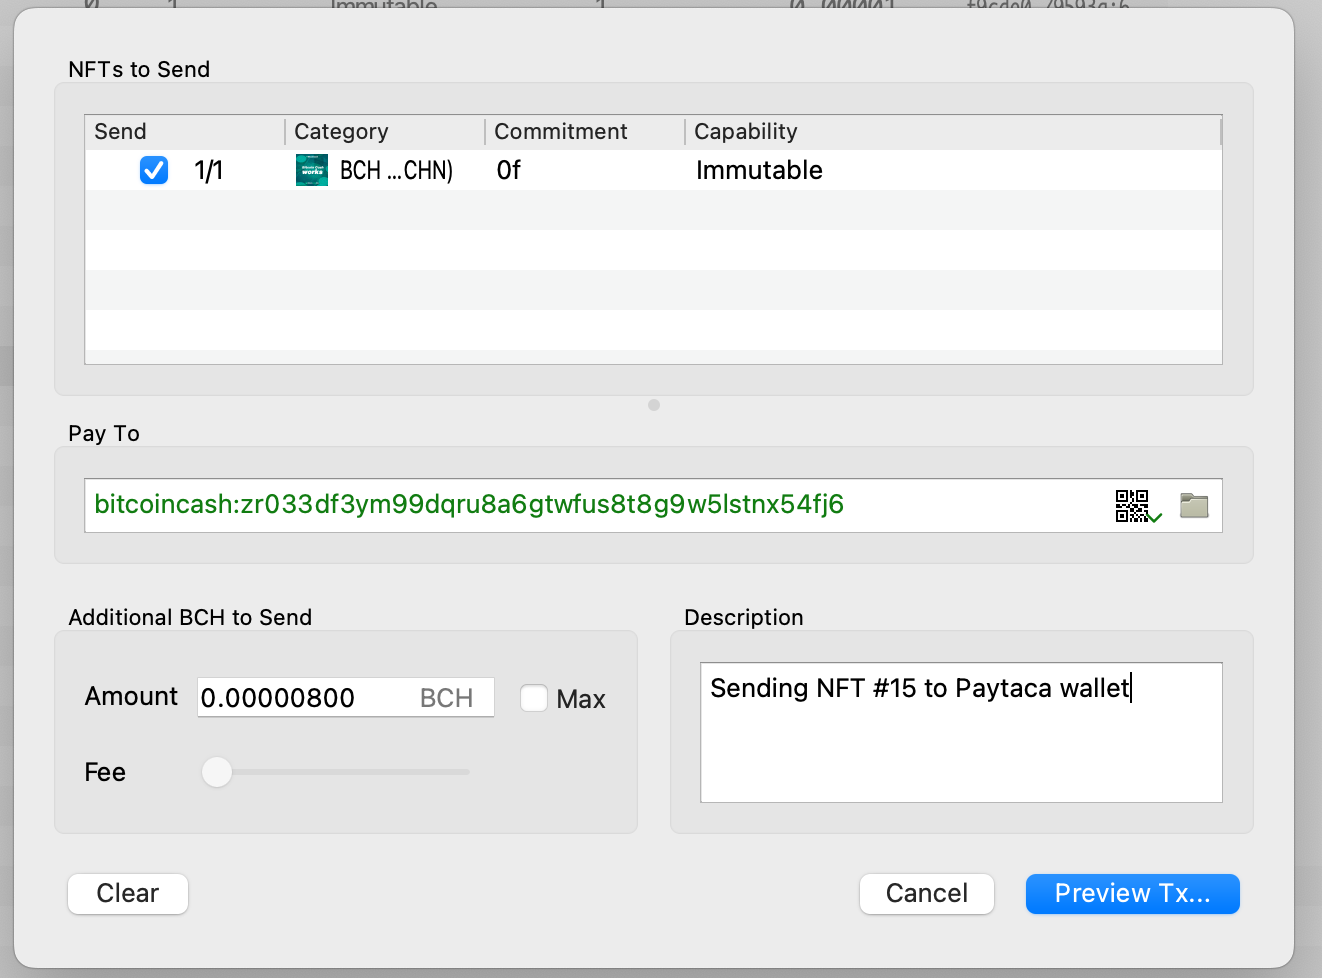 Immutable
NFTs to Send
Send Category Commitment Capability
1/1 BCH ...CHN) 0f Immutable
Pay To
bitcoincash:zr033df3ym99dqru8a6gtwfus8t8g9w5lstnx54fj6
Additional BCH to Send
Description
Amount 0.00000800 BCH Max
Sending NFT #15 to Paytaca wallet
Fee
Clear Cancel Preview Tx...